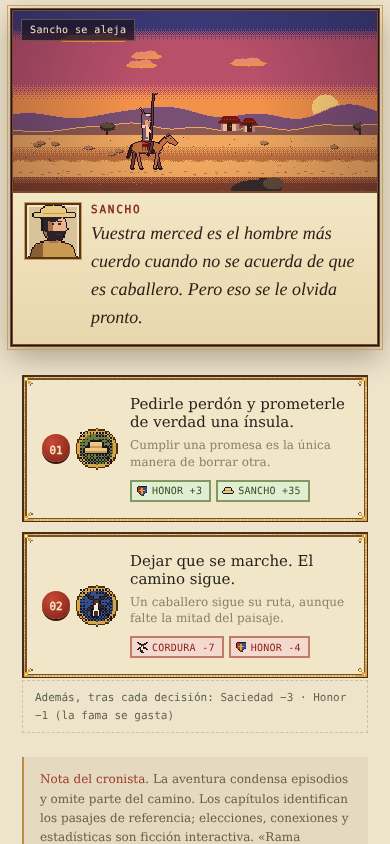 Sancho se aleja
SANCHO
Vuestra merced es el hombre más
cuerdo cuando no se acuerda de que
es caballero. Pero eso se le olvida
pronto.
01
Pedirle perdón y prometerle
de verdad una ínsula.
Cumplir una promesa es la única
manera de borrar otra.
HONOR +3 SANCHO +35
02
Dejar que se marche. El
camino sigue.
Un caballero sigue su ruta, aunque
falte la mitad del paisaje.
CORDURA -7 HONOR -4
Además, tras cada decisión: Saciedad −3 · Honor
−1 (la fama se gasta)
Nota del cronista. La aventura condensa episodios
y omite parte del camino. Los capítulos identifican
los pasajes de referencia; elecciones, conexiones y
estadísticas son ficción interactiva. «Rama